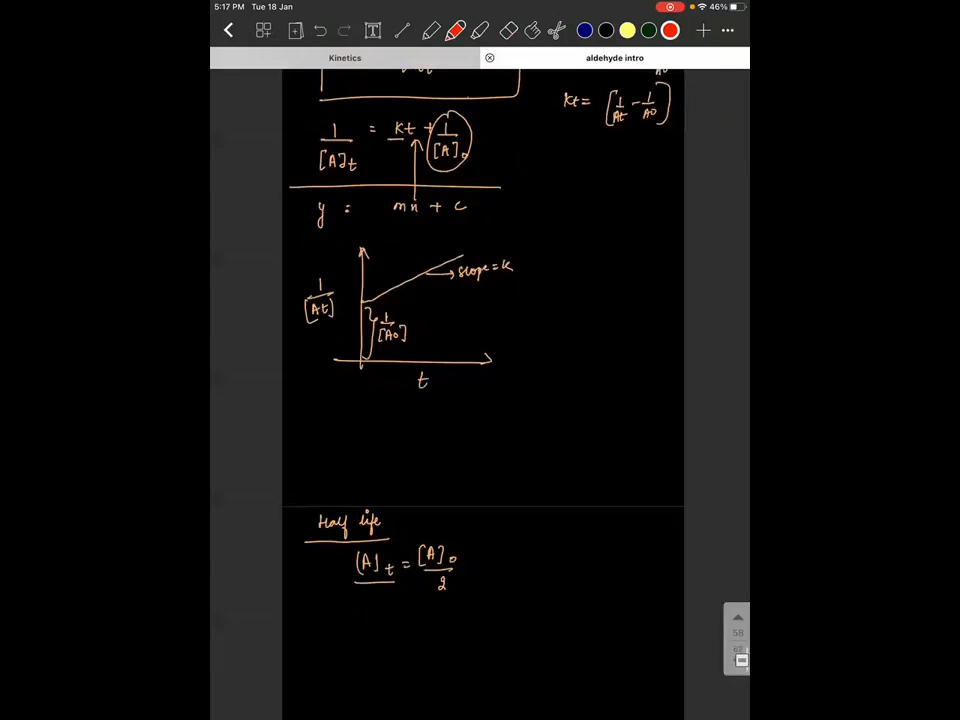 5:17 PM Tue 18 Jan 46%
Kinetics
aldehyde intro
Kt = [1/At - 1/A0]
1/[A]t = kt + 1/[A]0
y = mx + c
1/[At]
slope = k
1/[A0]
t
Half life
[A]t = [A]0/2
58